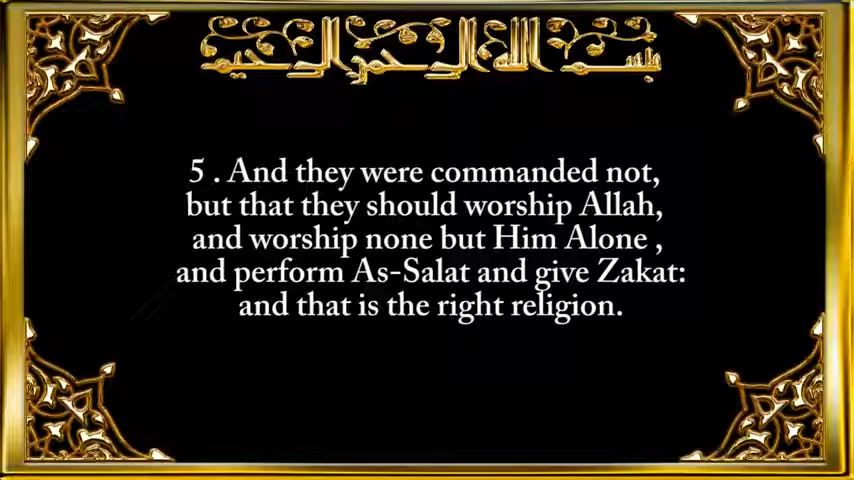 بسم الله الرحمن الرحيم
5 . And they were commanded not,
but that they should worship Allah,
and worship none but Him Alone ,
and perform As-Salat and give Zakat:
and that is the right religion.